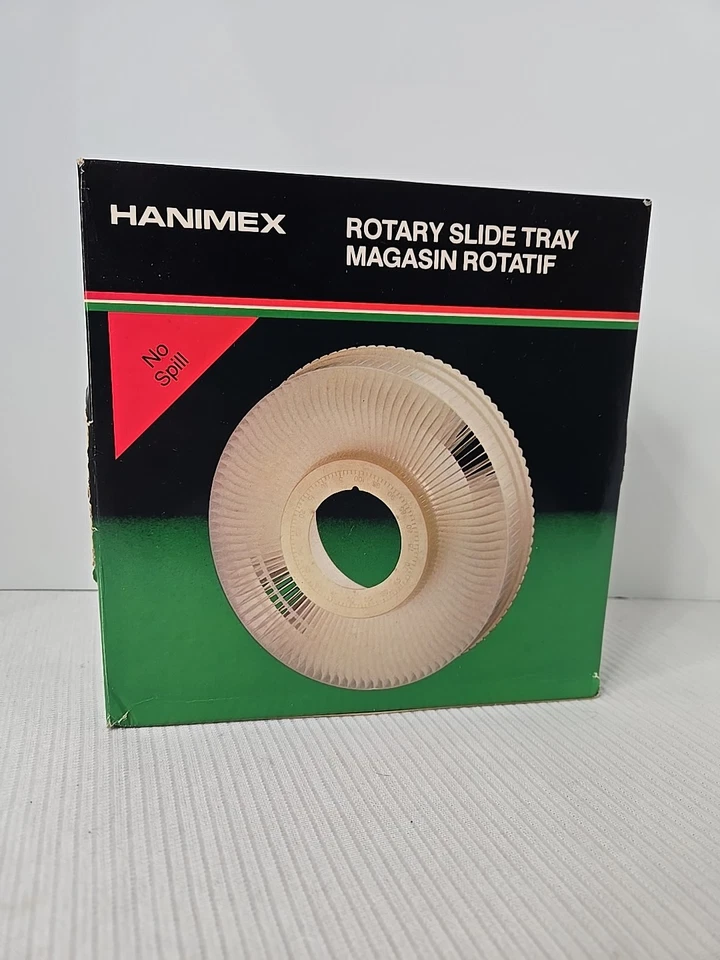 HANIMEX
ROTARY SLIDE TRAY
MAGASIN ROTATIF
No
Spill